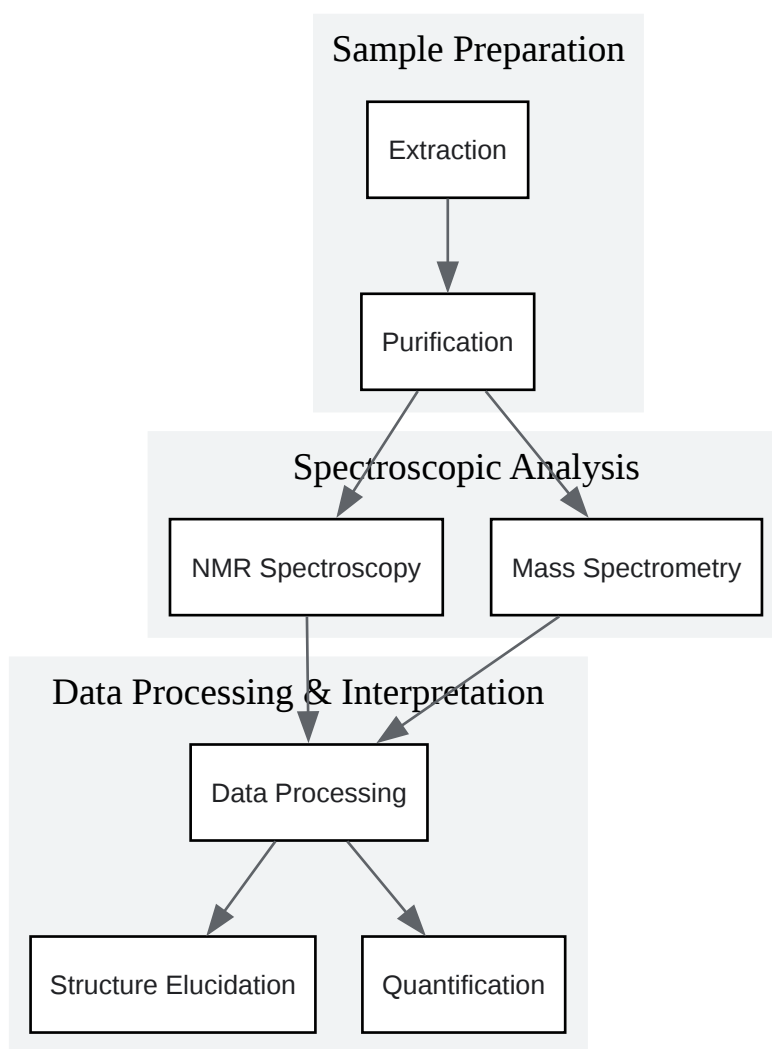 Sample Preparation
Extraction
Purification
Spectroscopic Analysis
NMR Spectroscopy
Mass Spectrometry
Data Processing & Interpretation
Data Processing
Structure Elucidation
Quantification